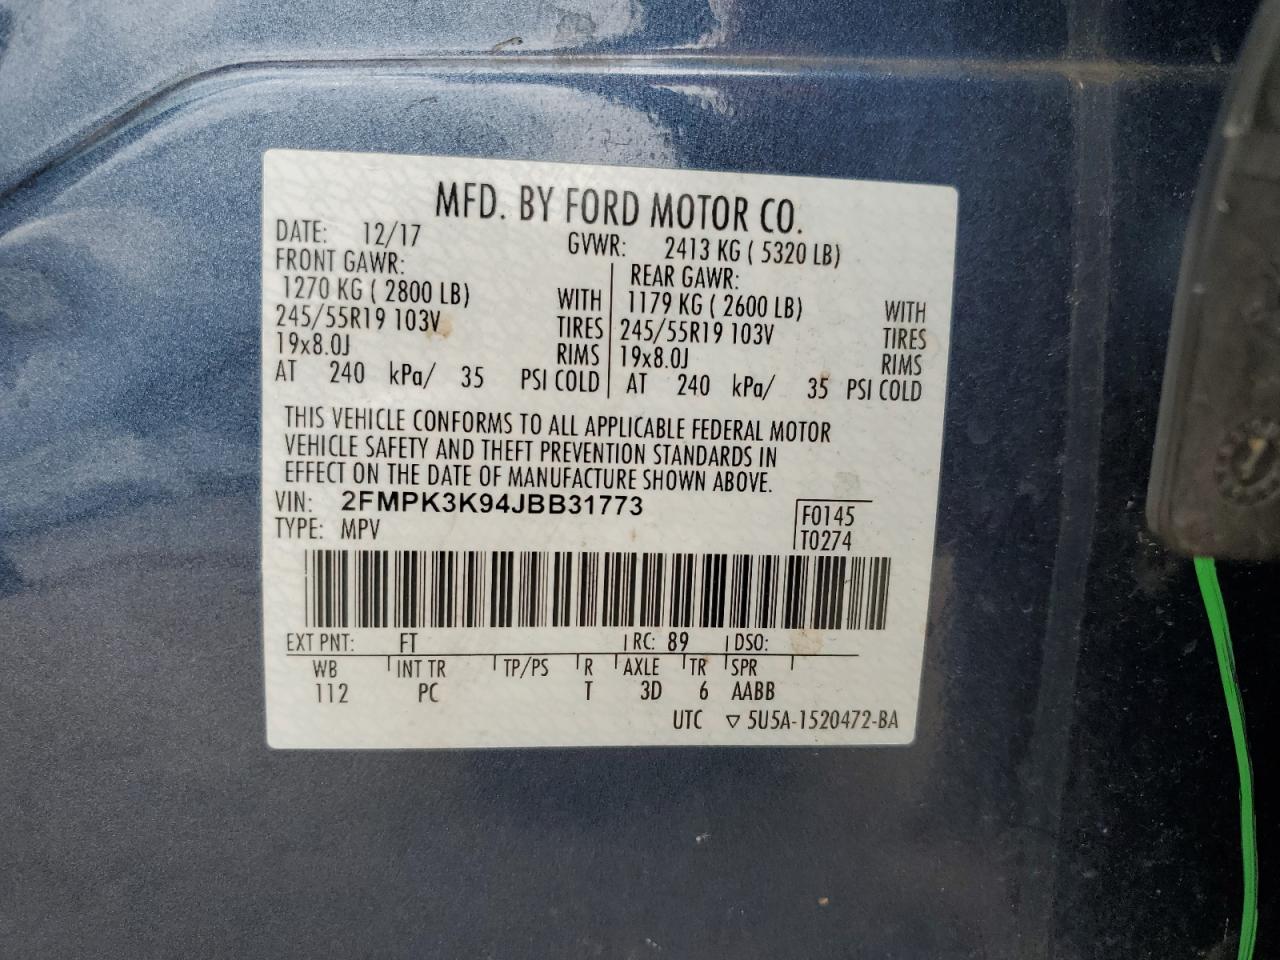 MFD. BY FORD MOTOR CO.
DATE: 12/17 GVWR: 2413 KG ( 5320 LB)
FRONT GAWR: REAR GAWR:
1270 KG ( 2800 LB) WITH 1179 KG ( 2600 LB) WITH
245/55R19 103V TIRES 245/55R19 103V TIRES
19x8.0J RIMS 19x8.0J RIMS
AT 240 kPa/ 35 PSI COLD AT 240 kPa/ 35 PSI COLD
THIS VEHICLE CONFORMS TO ALL APPLICABLE FEDERAL MOTOR
VEHICLE SAFETY AND THEFT PREVENTION STANDARDS IN
EFFECT ON THE DATE OF MANUFACTURE SHOWN ABOVE.
VIN: 2FMPK3K94JBB31773
TYPE: MPV
F0145
T0274
EXT PNT: FT RC: 89 DSO:
WB INT TR TP/PS R AXLE TR SPR
112 PC T 3D 6 AABB
UTC ▽ 5U5A-1520472-BA